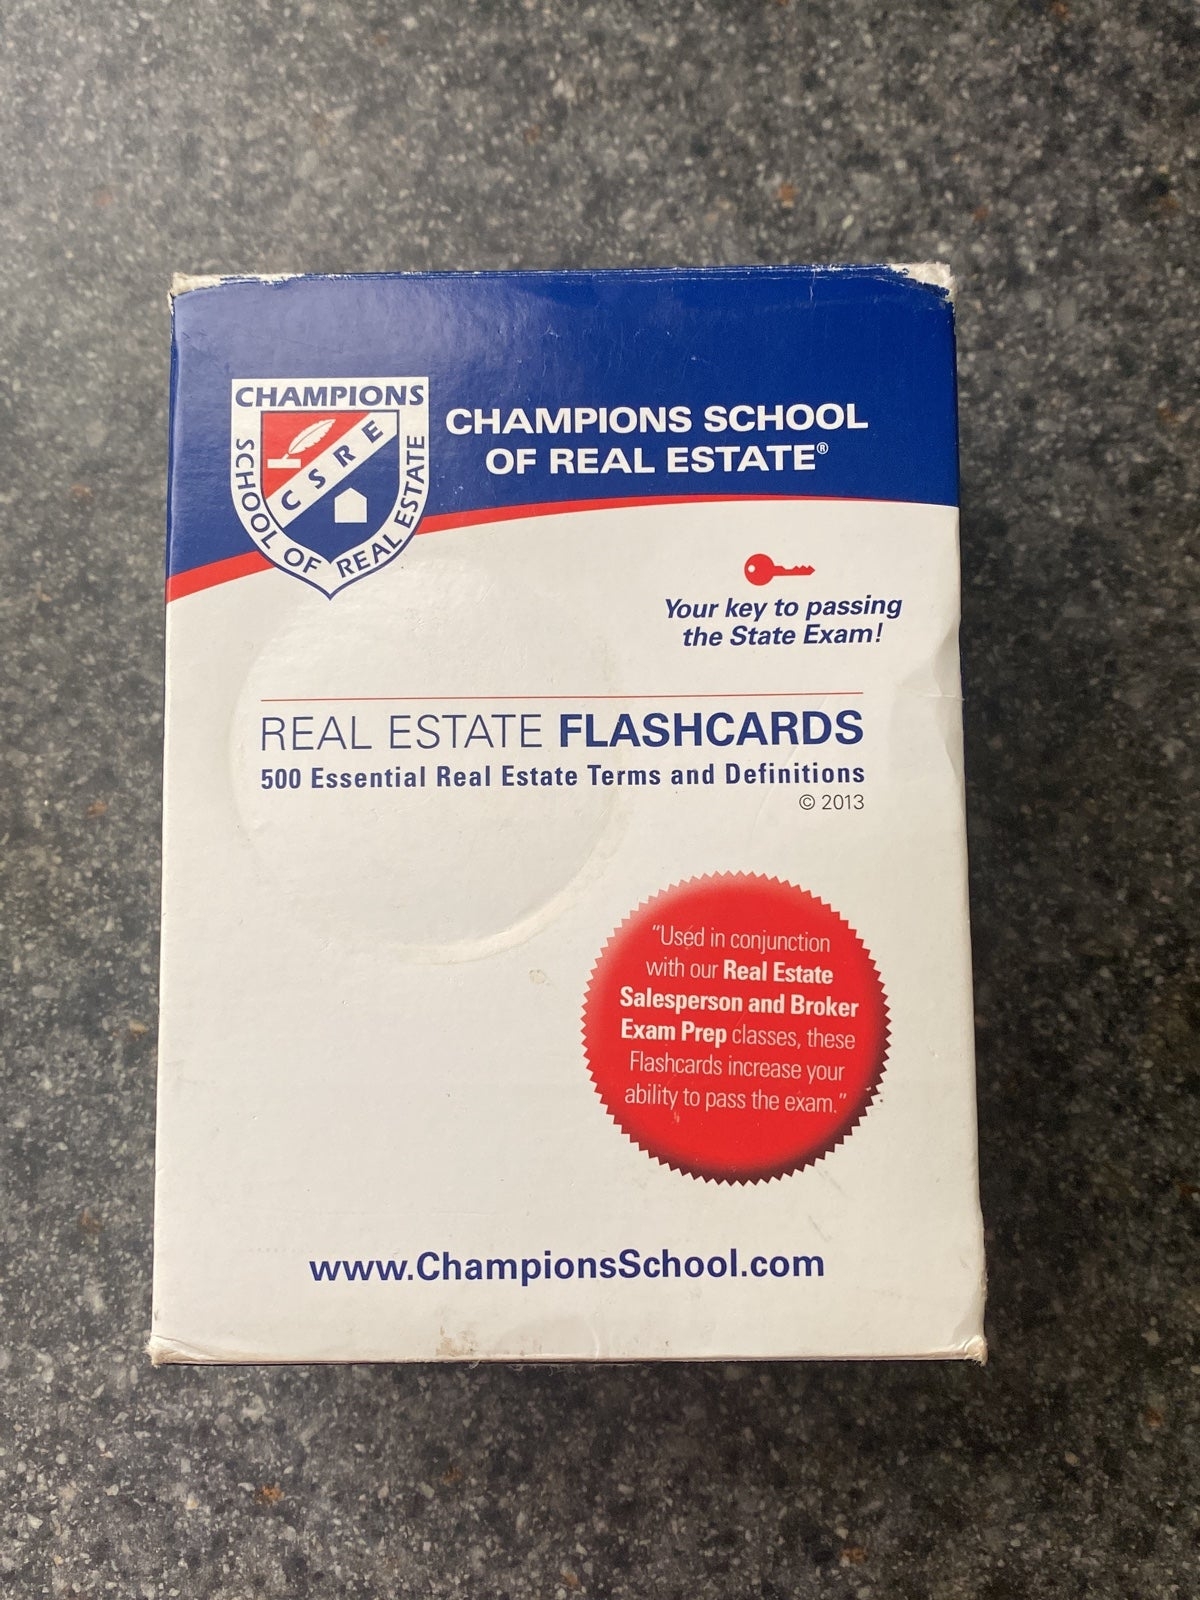 CHAMPIONS
SCHOOL OF REAL ESTATE
CSRE
CHAMPIONS SCHOOL
OF REAL ESTATE®
Your key to passing
the State Exam!
REAL ESTATE FLASHCARDS
500 Essential Real Estate Terms and Definitions
© 2013
"Used in conjunction
with our Real Estate
Salesperson and Broker
Exam Prep classes, these
Flashcards increase your
ability to pass the exam."
www.ChampionsSchool.com